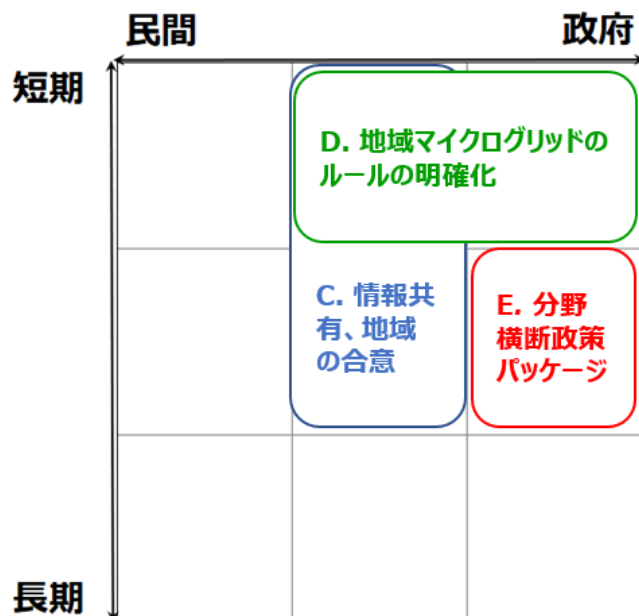 民間
政府
短期
D. 地域マイクログリッドの
ルールの明確化
C. 情報共
有、地域
の合意
E. 分野
横断政策
パッケージ
長期